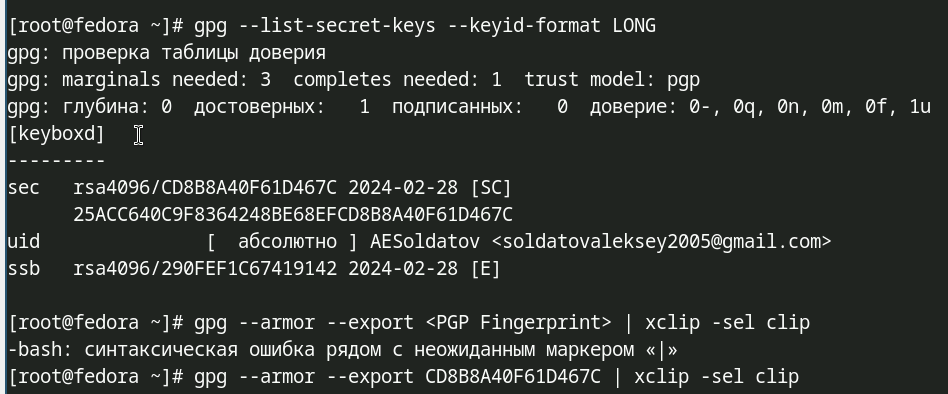 [root@fedora ~]# gpg --list-secret-keys --keyid-format LONG
gpg: проверка таблицы доверия
gpg: marginals needed: 3  completes needed: 1  trust model: pgp
gpg: глубина: 0  достоверных:   1  подписанных:   0  доверие: 0-, 0q, 0n, 0m, 0f, 1u
[keyboxd]
---------
sec   rsa4096/CD8B8A40F61D467C 2024-02-28 [SC]
      25ACC640C9F8364248BE68EFCD8B8A40F61D467C
uid                 [  абсолютно ] AESoldatov <soldatovaleksey2005@gmail.com>
ssb   rsa4096/290FEF1C67419142 2024-02-28 [E]
[root@fedora ~]# gpg --armor --export <PGP Fingerprint> | xclip -sel clip
-bash: синтаксическая ошибка рядом с неожиданным маркером «|»
[root@fedora ~]# gpg --armor --export CD8B8A40F61D467C | xclip -sel clip